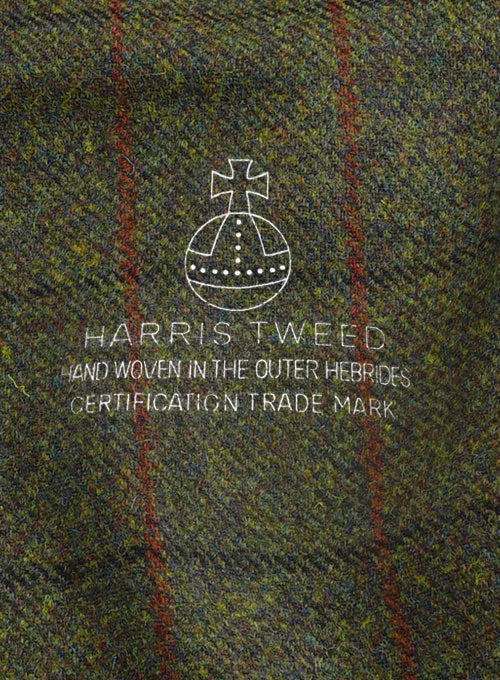 HARRIS TWEED
HAND WOVEN IN THE OUTER HEBRIDES
CERTIFICATION TRADE MARK